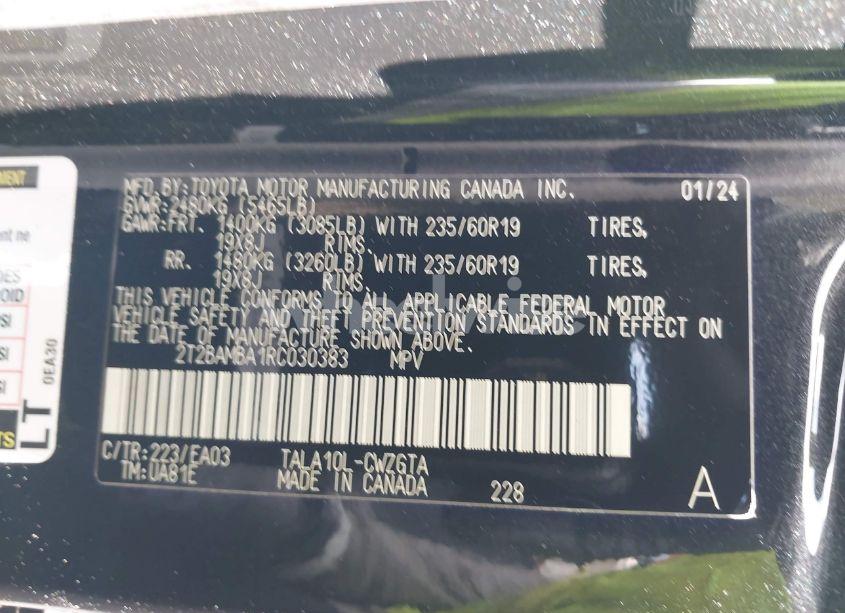 MFD. BY: TOYOTA MOTOR MANUFACTURING CANADA INC. 01/24
GVWR: 2480KG (5465LB)
GAWR:FRT. 1400KG (3085LB) WITH 235/60R19 TIRES,
19X8J RIMS.
RR. 1480KG (3260LB) WITH 235/60R19 TIRES,
19X8J RIMS.
THIS VEHICLE CONFORMS TO ALL APPLICABLE FEDERAL MOTOR
VEHICLE SAFETY AND THEFT PREVENTION STANDARDS IN EFFECT ON
THE DATE OF MANUFACTURE SHOWN ABOVE.
2T2BAMBA1RC030383 MPV
C/TR:223/EA03 TALA10L-CWZGTA
TM:UA81E MADE IN CANADA 228 A
0EA30
LT